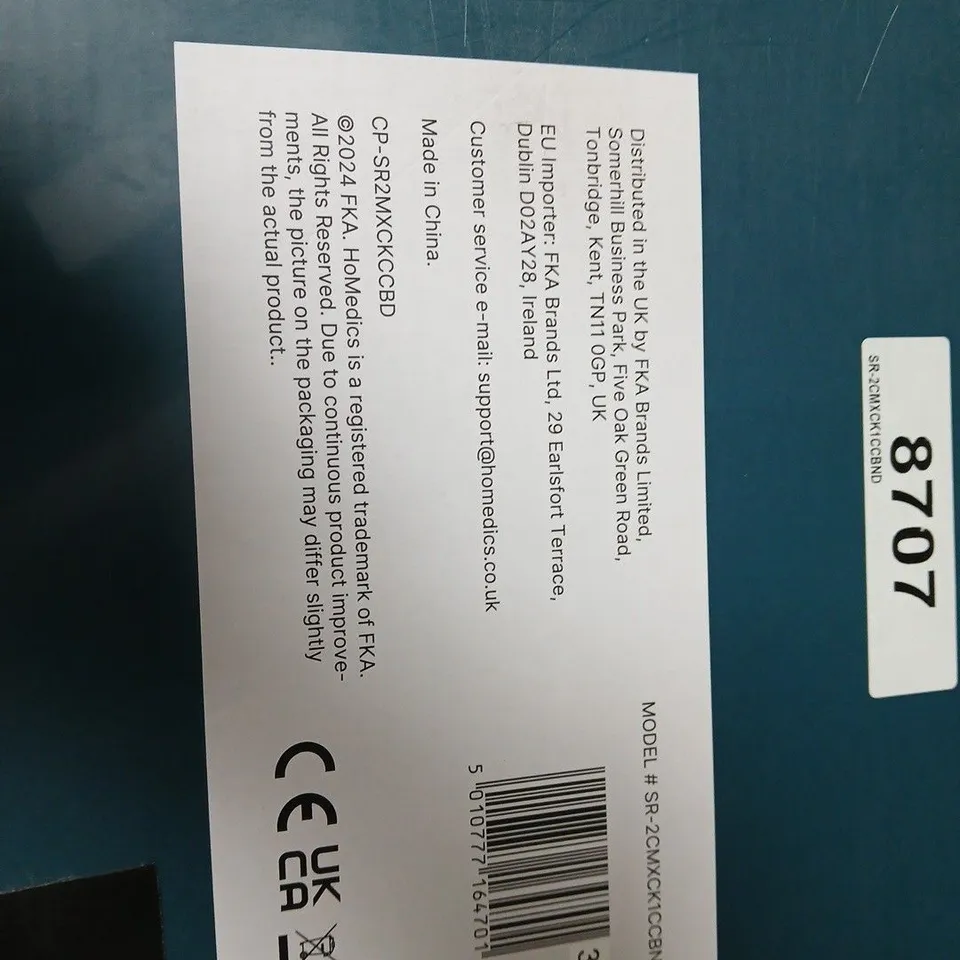 8707
SR-2CMXCK1CCBND
Distributed in the UK by FKA Brands Limited,
Somerhill Business Park, Five Oak Green Road,
Tonbridge, Kent, TN11 0GP, UK
EU Importer: FKA Brands Ltd, 29 Earlsfort Terrace,
Dublin D02AY28, Ireland
Customer service e-mail: support@homedics.co.uk
Made in China.
CP-SR2MXCKCCBD
©2024 FKA. HoMedics is a registered trademark of FKA.
All Rights Reserved. Due to continuous product improve-
ments, the picture on the packaging may differ slightly
from the actual product..
MODEL # SR-2CMXCK1CCBN
3
5 010777 164701
UK
CA
CE